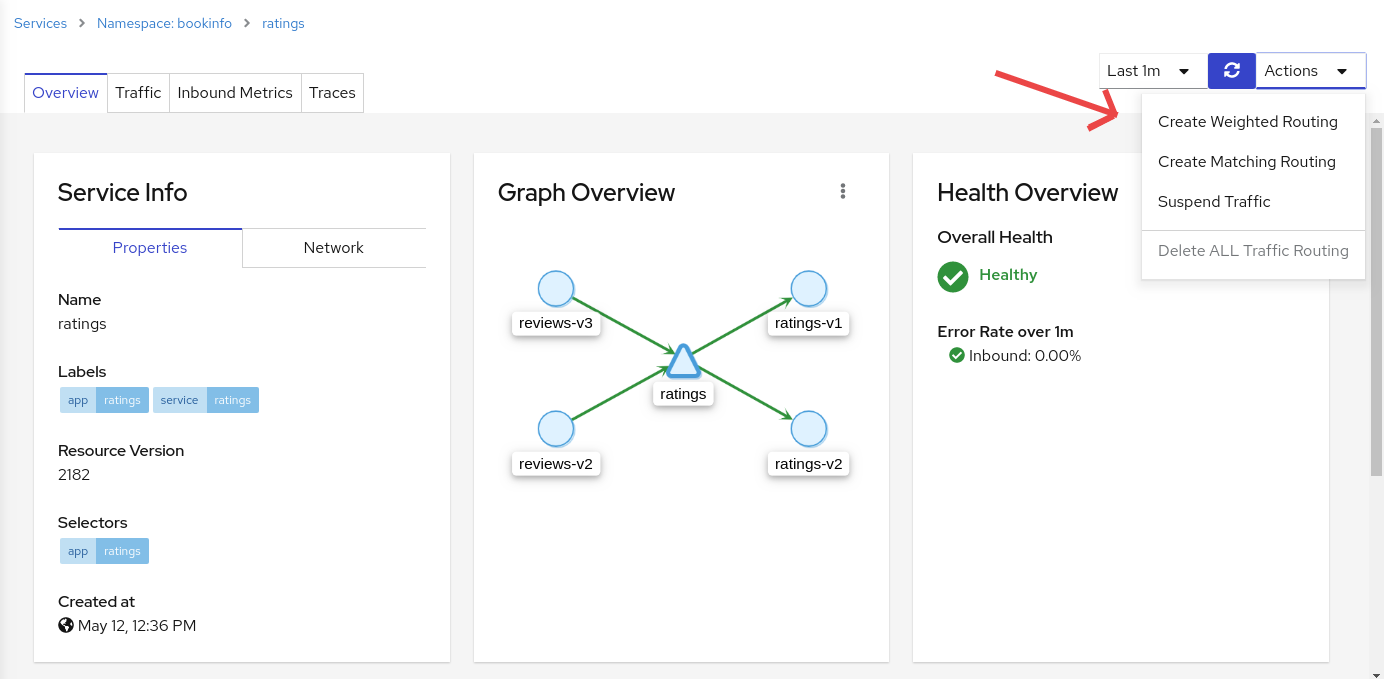 Services > Namespace: bookinfo > ratings
Last 1m
Actions
Overview
Traffic
Inbound Metrics
Traces
Create Weighted Routing
Create Matching Routing
Suspend Traffic
Delete ALL Traffic Routing
Service Info
Properties
Network
Name
ratings
Labels
app ratings service ratings
Resource Version
2182
Selectors
app ratings
Created at
May 12, 12:36 PM
Graph Overview
reviews-v3
ratings-v1
ratings
reviews-v2
ratings-v2
Health Overview
Overall Health
Healthy
Error Rate over 1m
Inbound: 0.00%